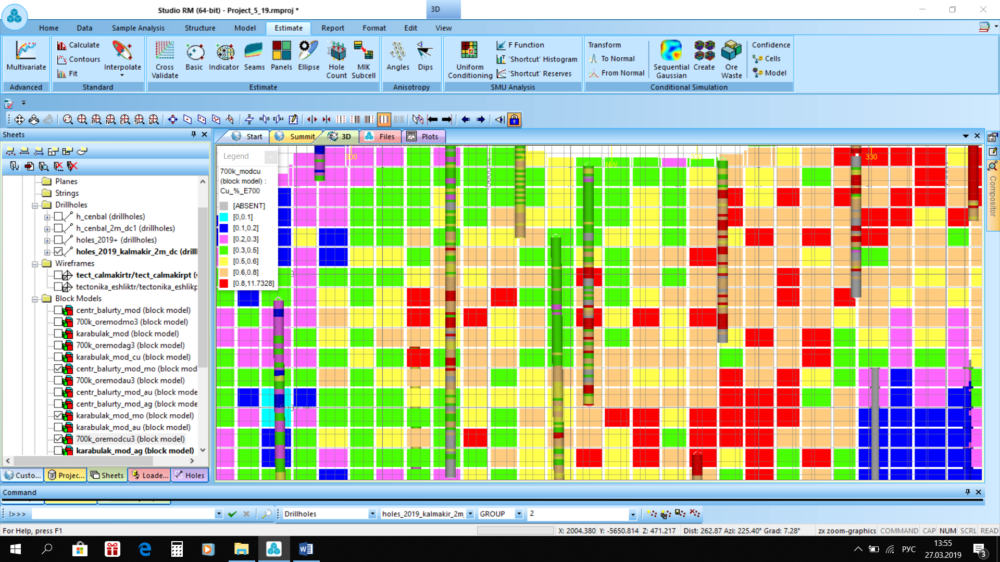 Studio RM (64-bit) - Project_5_19.rmproj *
3D
Home Data Sample Analysis Structure Model Estimate Report Format Edit View
Multivariate
Advanced
Calculate
Contours
Fit
Interpolate
Standard
Cross Validate
Basic
Indicator
Seams
Panels
Ellipse
Hole Count
MIK Subcell
Estimate
Angles
Dips
Anisotropy
Uniform Conditioning
F Function
'Shortcut' Histogram
'Shortcut' Reserves
SMU Analysis
Transform
To Normal
From Normal
Sequential Gaussian
Create
Ore Waste
Confidence
Cells
Model
Conditional Simulation
Sheets
Planes
Strings
Drillholes
h_cenbal (drillholes)
h_cenbal_2m_dc1 (drillholes)
holes_2019+ (drillholes)
holes_2019_kalmakir_2m_dc (drill
Wireframes
tect_calmakirtr/tect_calmakirpt (
tectonika_eshliktr/tectonika_eshlikp
Block Models
centr_balurty_mod (block model)
700k_oremodmo3 (block model)
karabulak_mod (block model)
700k_oremodag3 (block model)
karabulak_mod_cu (block model)
centr_balurty_mod_mo (block mod
700k_oremodau3 (block model)
centr_balurty_mod_au (block mode
centr_balurty_mod_ag (block mode
karabulak_mod_mo (block model)
karabulak_mod_au (block model)
700k_oremodcu3 (block model)
karabulak_mod_ag (block model)
Custo... Projec... Sheets Loade... Holes
Start Summit 3D Files Plots
Legend
700k_modcu
(block model) :
Cu_%_E700
[ABSENT]
[0,0.1]
[0.1,0.2]
[0.2,0.3]
[0.3,0.5]
[0.5,0.6]
[0.6,0.8]
[0.8,11.7328]
300
NW
330
Compositor
Command
!>>> Drillholes holes_2019_kalmakir_2m_ GROUP 2
For Help, press F1
X: 2004.380 Y: -5650.814 Z: 471.217 Dist: 262.87 Azi: 225.40° Grad: 7.28° zx zoom-graphics COMMAND CAP NUM SCRL READ
РУС
13:55
27.03.2019
3